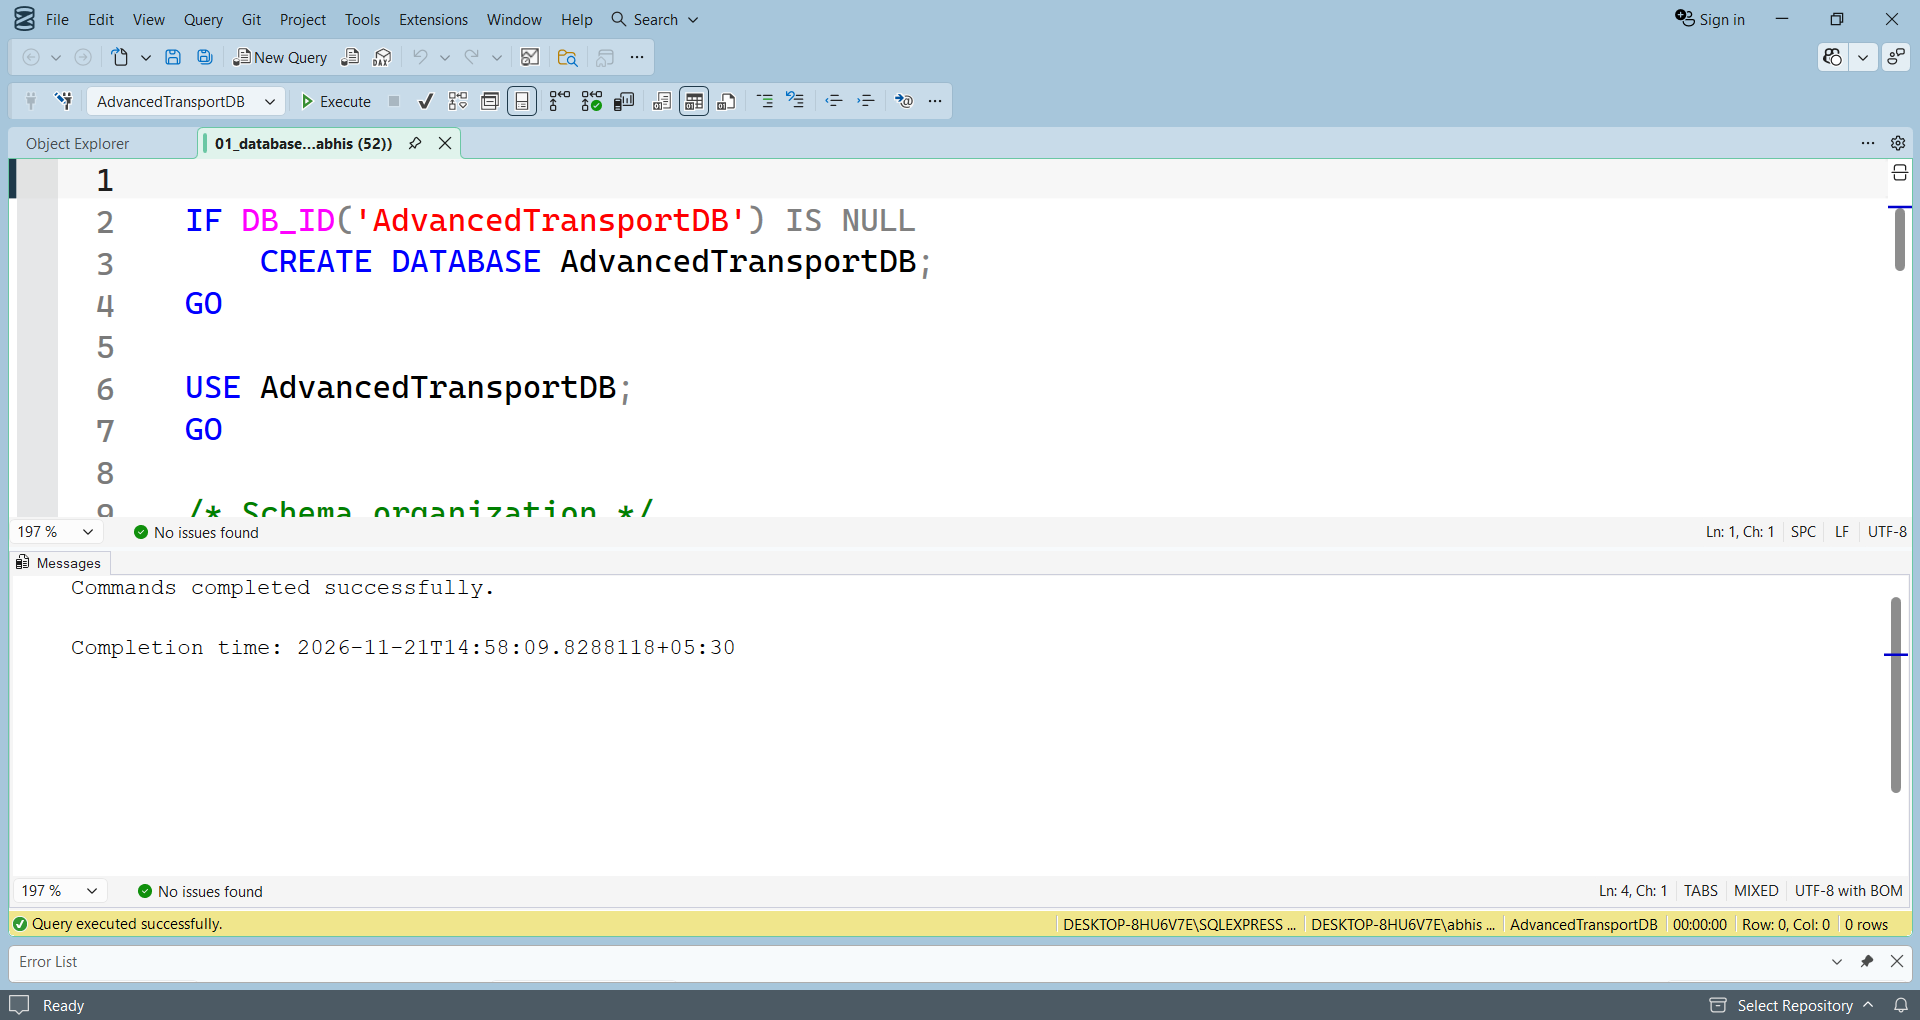 File Edit View Query Git Project Tools Extensions Window Help Search Sign in
New Query DAX
AdvancedTransportDB Execute
Object Explorer 01_database...abhis (52))
1
2 IF DB_ID('AdvancedTransportDB') IS NULL
3 CREATE DATABASE AdvancedTransportDB;
4 GO
5
6 USE AdvancedTransportDB;
7 GO
8
9 /* Schema organization */
197 % No issues found Ln: 1, Ch: 1 SPC LF UTF-8
Messages
Commands completed successfully.
Completion time: 2026-11-21T14:58:09.8288118+05:30
197 % No issues found Ln: 4, Ch: 1 TABS MIXED UTF-8 with BOM
Query executed successfully. DESKTOP-8HU6V7E\SQLEXPRESS ... DESKTOP-8HU6V7E\abhis ... AdvancedTransportDB 00:00:00 Row: 0, Col: 0 0 rows
Error List
Ready Select Repository